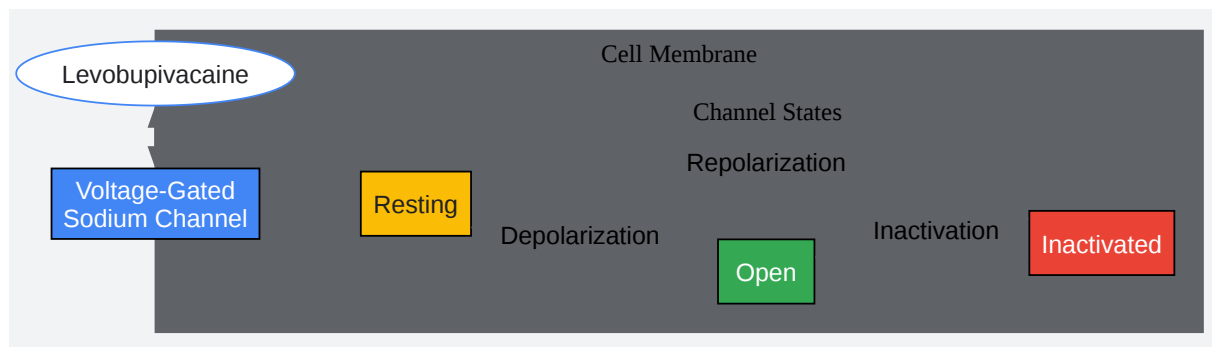 Cell Membrane
Levobupivacaine
Channel States
Repolarization
Voltage-Gated
Sodium Channel
Resting
Depolarization
Inactivation
Inactivated
Open